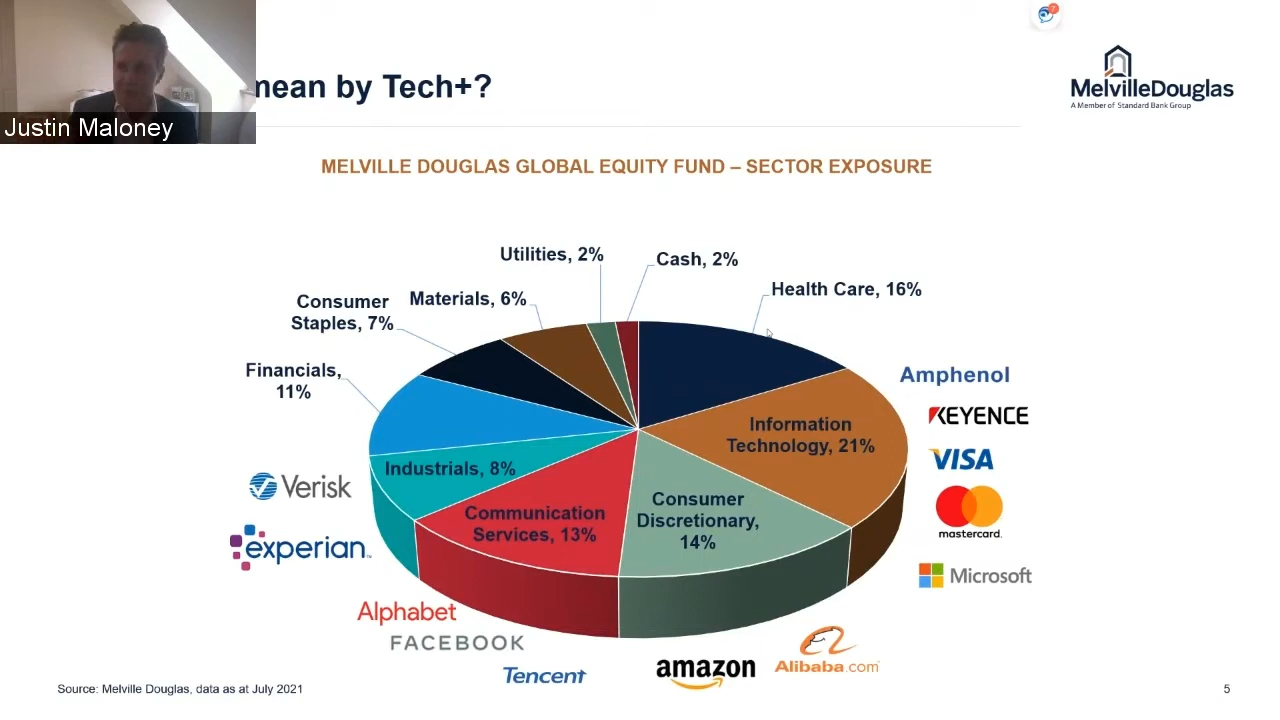 7
mean by Tech+?
MelvilleDouglas
A Member of Standard Bank Group
Justin Maloney
MELVILLE DOUGLAS GLOBAL EQUITY FUND – SECTOR EXPOSURE
Utilities, 2%
Cash, 2%
Health Care, 16%
Consumer
Staples, 7%
Materials, 6%
Financials,
11%
Information
Technology, 21%
Industrials, 8%
Communication
Services, 13%
Consumer
Discretionary,
14%
Amphenol
KEYENCE
VISA
mastercard.
Microsoft
Verisk
experian™
Alphabet
FACEBOOK
Tencent
amazon
Alibaba.com
Source: Melville Douglas, data as at July 2021
5